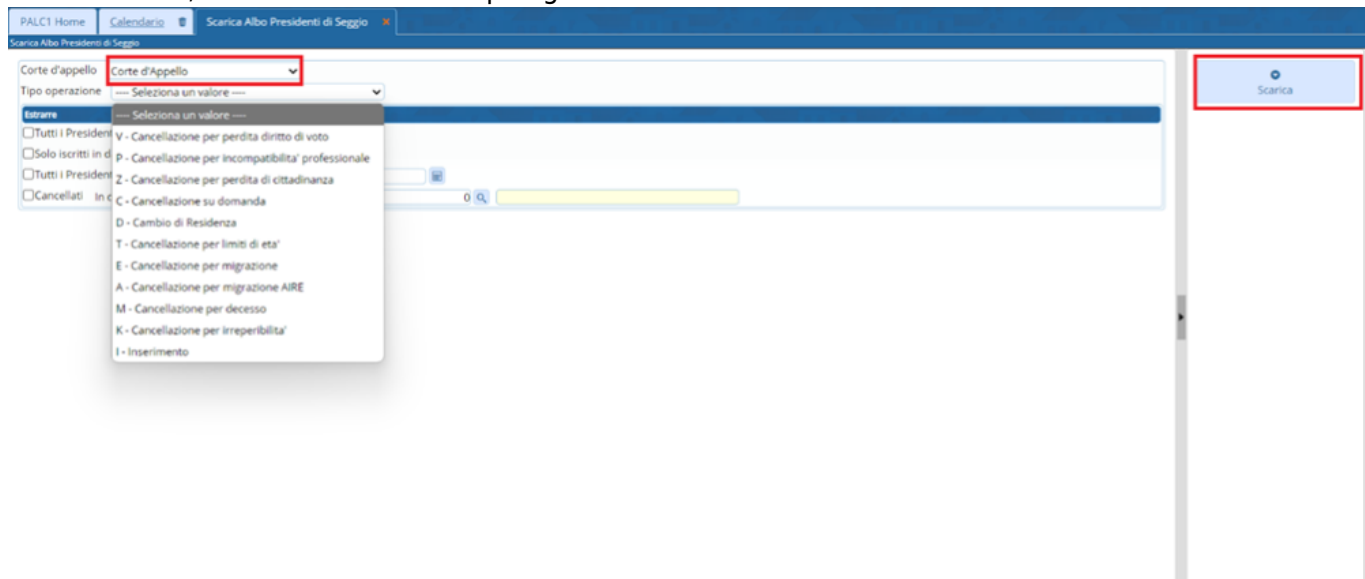 PALC1 Home Calendario Scarica Albo Presidenti di Seggio
Scarica Albo Presidenti di Seggio
Corte d'appello Corte d'Appello
Tipo operazione ---- Seleziona un valore ----
Scarica
Estrarre ---- Seleziona un valore ----
Tutti i Presiden V - Cancellazione per perdita diritto di voto
Solo iscritti in d P - Cancellazione per incompatibilita' professionale
Tutti i Presiden Z - Cancellazione per perdita di cittadinanza
Cancellati In C - Cancellazione su domanda 0
D - Cambio di Residenza
T - Cancellazione per limiti di eta'
E - Cancellazione per migrazione
A - Cancellazione per migrazione AIRE
M - Cancellazione per decesso
K - Cancellazione per irreperibilita'
I - Inserimento